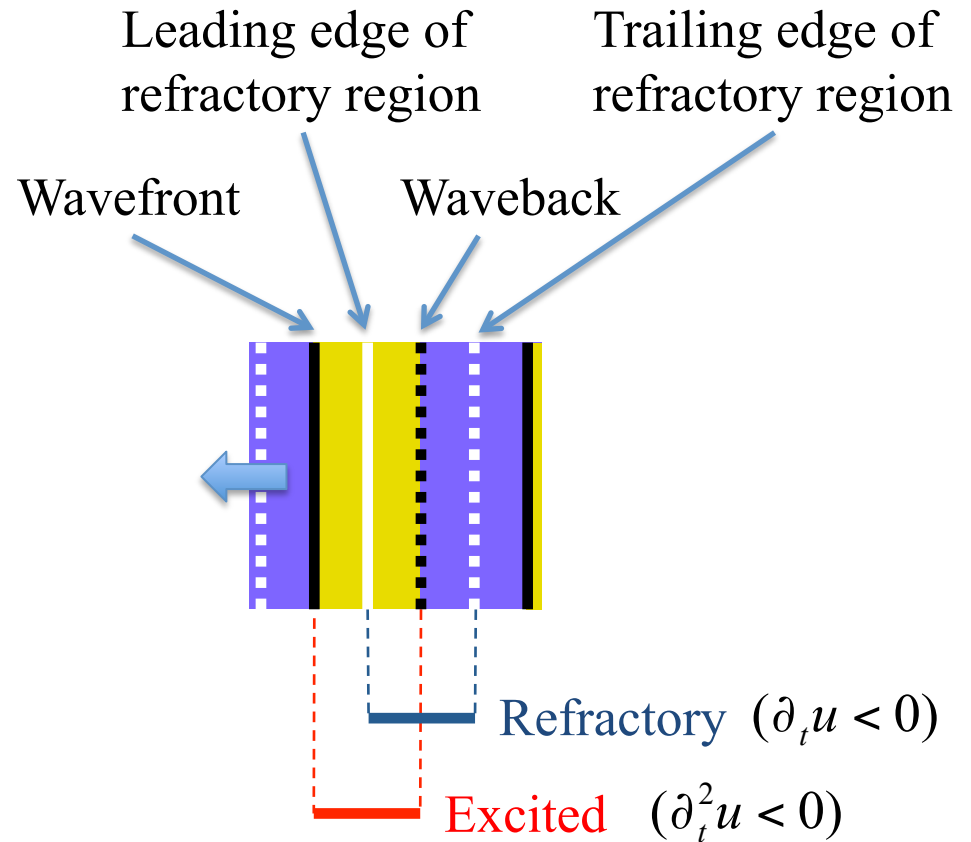 Leading edge of
refractory region
Trailing edge of
refractory region
Wavefront
Waveback
Refractory (∂ₜu < 0)
Excited (∂ₜ²u < 0)